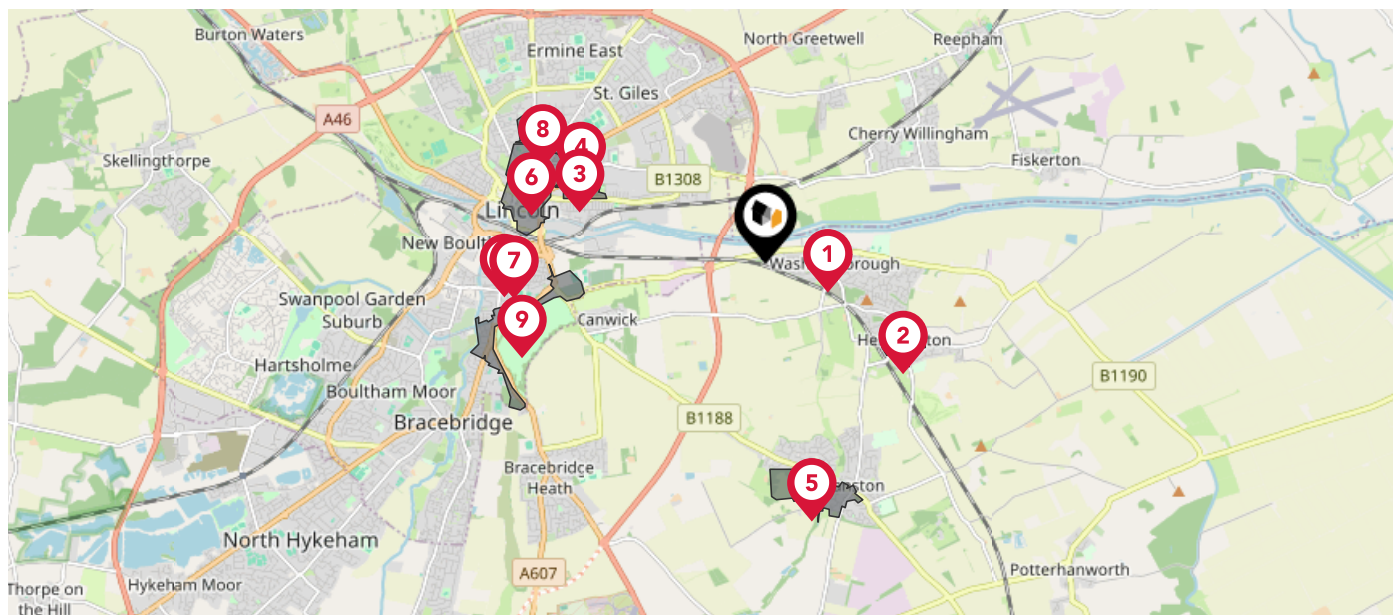 Burton Waters
Ermine East
North Greetwell
Reepham
St. Giles
A46
8
4
Cherry Willingham
Skellingthorpe
Fiskerton
6
3
B1308
Lincoln
New
7
1
Swanpool Garden
Suburb
9
Canwick
2
Hartsholme
B1190
Boultham Moor
Bracebridge
B1188
Bracebridge
Heath
5
North Hykeham
A607
Potterhanworth
Hykeham Moor
Thorpe on
the Hill